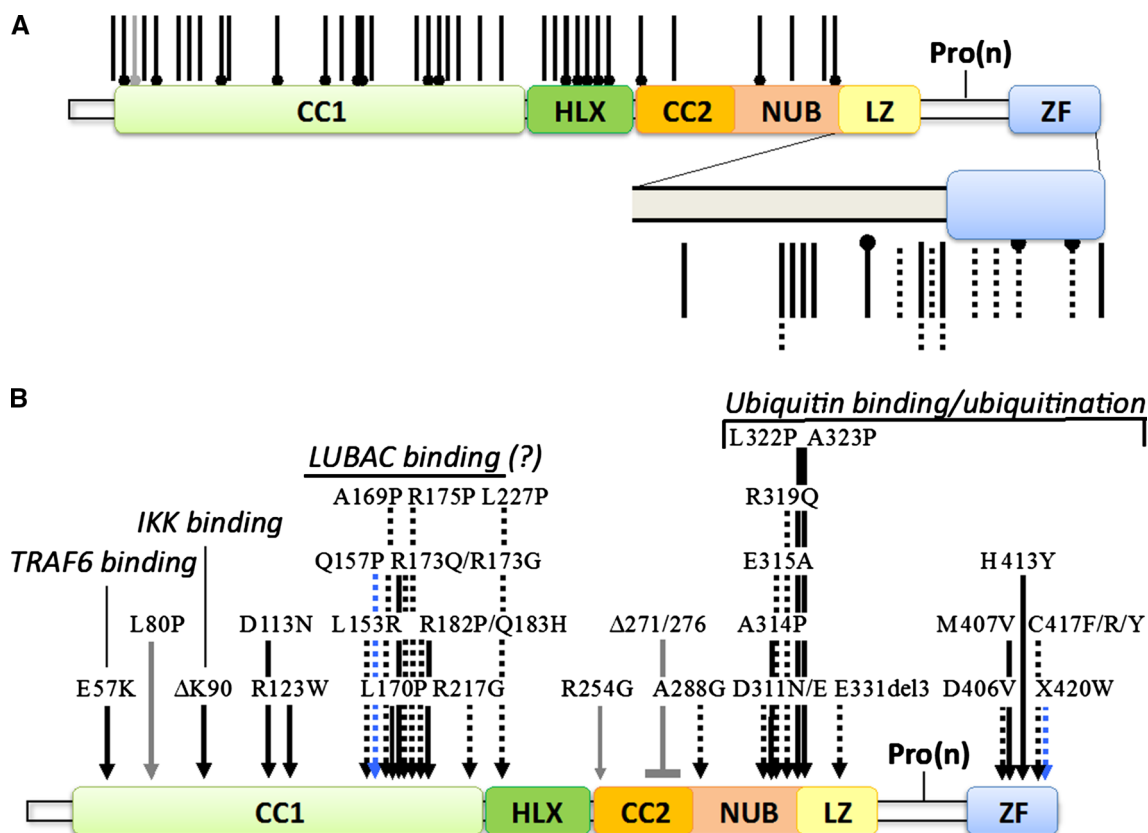 A
Pro(n)
CC1 HLX CC2 NUB LZ ZF
B
Ubiquitin binding/ubiquitination
L322P A323P
LUBAC binding (?)
A169P R175P L227P R319Q
IKK binding
TRAF6 binding
Q157P R173Q/R173G E315A H413Y
L80P D113N L153R R182P/Q183H Δ271/276 A314P M407V C417F/R/Y
E57K ΔK90 R123W L170P R217G R254G A288G D311N/E E331del3 D406V X420W
Pro(n)
CC1 HLX CC2 NUB LZ ZF